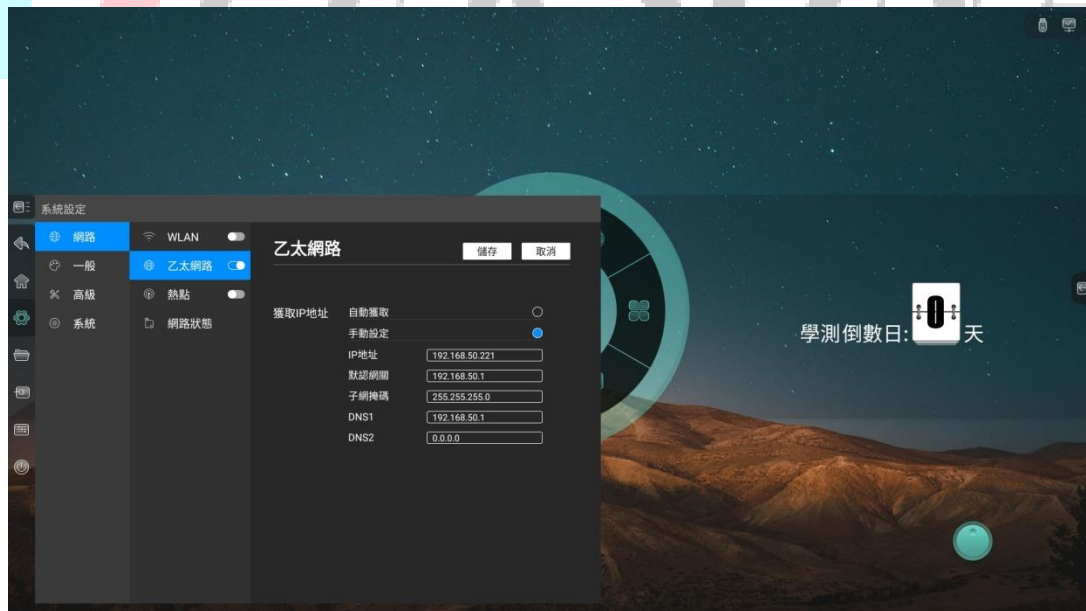 系統設定
網路
一般
高級
系統
WLAN
乙太網路
熱點
網路狀態
乙太網路
儲存
取消
獲取IP地址
自動獲取
手動設定
IP地址 192.168.50.221
默認網關 192.168.50.1
子網掩碼 255.255.255.0
DNS1 192.168.50.1
DNS2 0.0.0.0
學測倒數日: 0 天